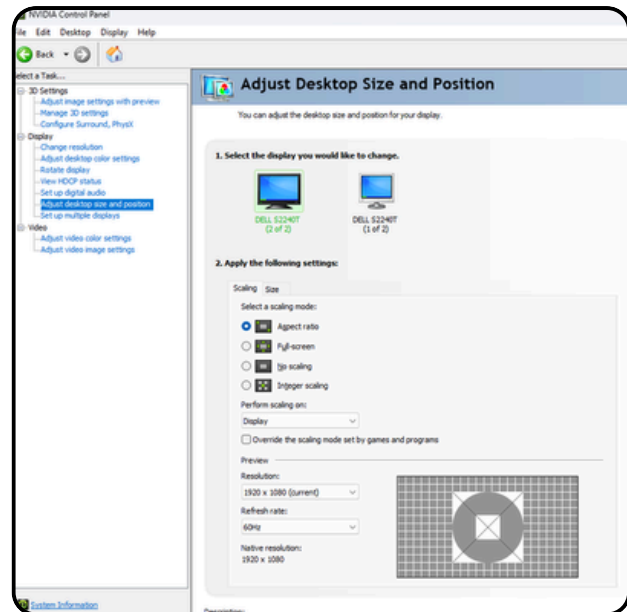 NVIDIA Control Panel
File Edit Desktop Display Help
Back
Select a Task...
3D Settings
Adjust image settings with preview
Manage 3D settings
Configure Surround, PhysX
Display
Change resolution
Adjust desktop color settings
Rotate display
View HDCP status
Set up digital audio
Adjust desktop size and position
Set up multiple displays
Video
Adjust video color settings
Adjust video image settings
System Information
Adjust Desktop Size and Position
You can adjust the desktop size and position for your display.
1. Select the display you would like to change.
DELL S2240T
(2 of 2)
DELL S2240T
(1 of 2)
2. Apply the following settings:
Scaling Size
Select a scaling mode:
Aspect ratio
Full-screen
No scaling
Integer scaling
Perform scaling on:
Display
Override the scaling mode set by games and programs
Preview
Resolution:
1920 x 1080 (current)
Refresh rate:
60Hz
Native resolution:
1920 x 1080
Description: